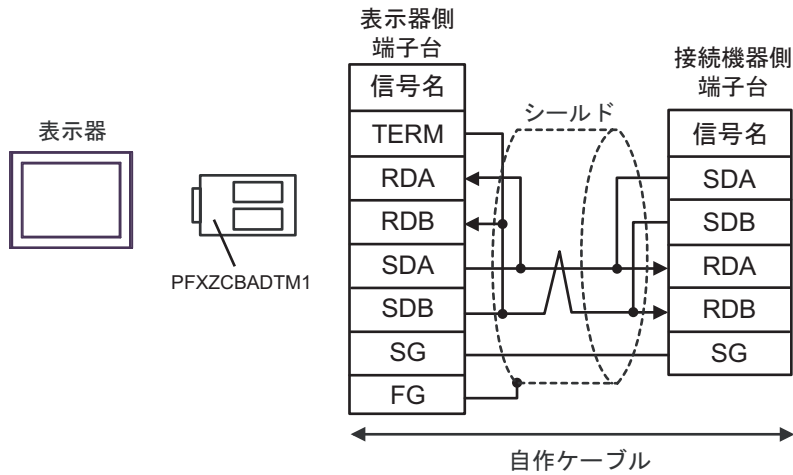 表示器
PFXZCBADTM1
表示器側
端子台
信号名
TERM
RDA
RDB
SDA
SDB
SG
FG
シールド
接続機器側
端子台
信号名
SDA
SDB
RDA
RDB
SG
自作ケーブル